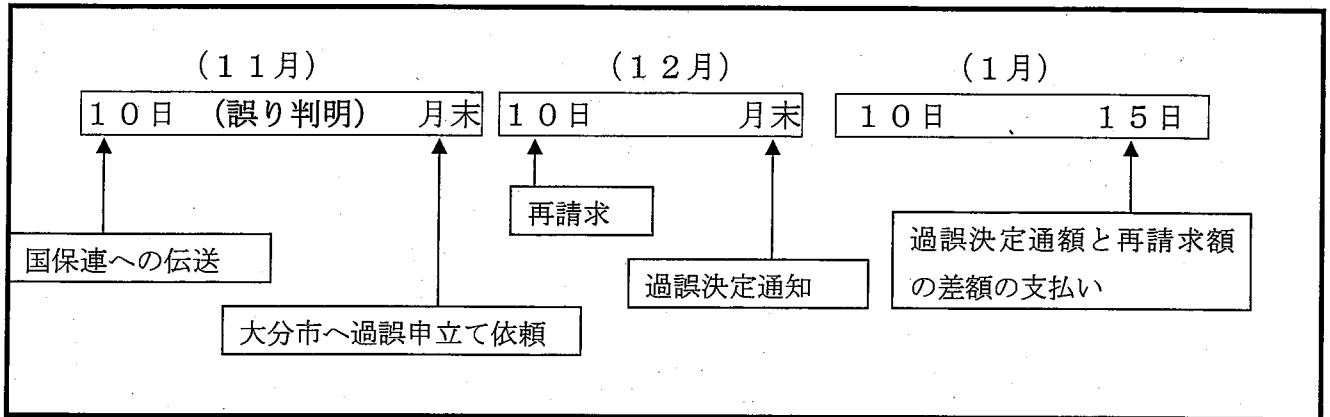 （１１月）
（１２月）
（１月）
１０日　（誤り判明）　月末
１０日　月末
１０日　、　１５日
再請求
国保連への伝送
過誤決定通知
過誤決定通額と再請求額
の差額の支払い
大分市へ過誤申立て依頼